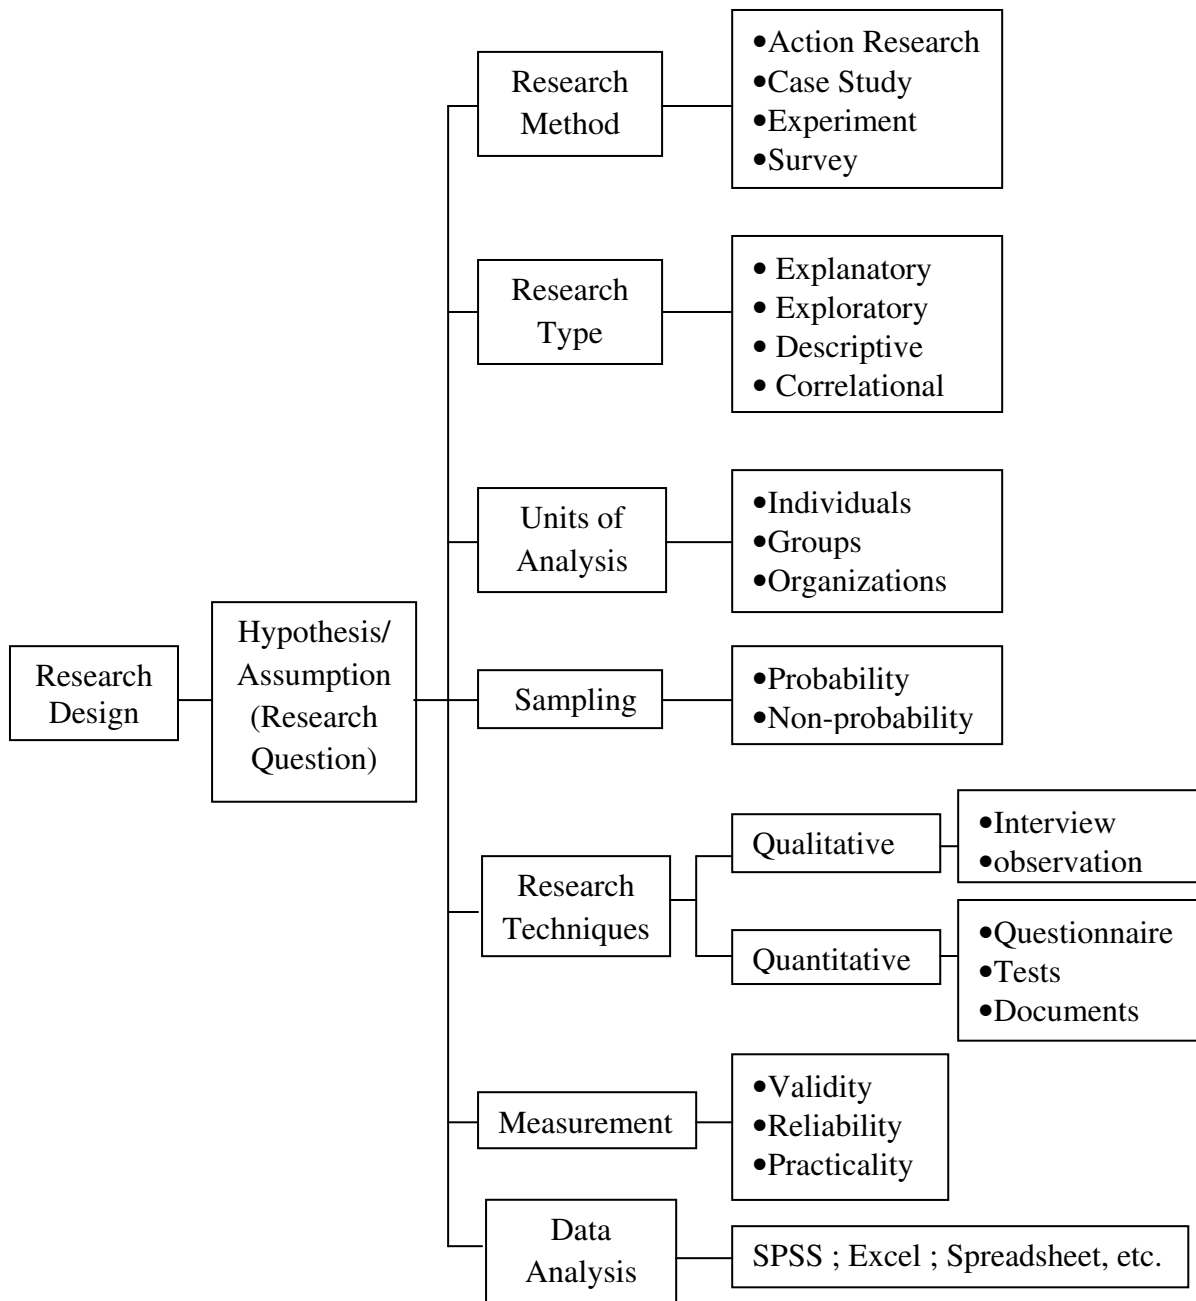 Research
Design
Hypothesis/
Assumption
(Research
Question)
Research
Method
•Action Research
•Case Study
•Experiment
•Survey
Research
Type
• Explanatory
• Exploratory
• Descriptive
• Correlational
Units of
Analysis
•Individuals
•Groups
•Organizations
Sampling
•Probability
•Non-probability
Research
Techniques
Qualitative
•Interview
•observation
Quantitative
•Questionnaire
•Tests
•Documents
Measurement
•Validity
•Reliability
•Practicality
Data
Analysis
SPSS ; Excel ; Spreadsheet, etc.